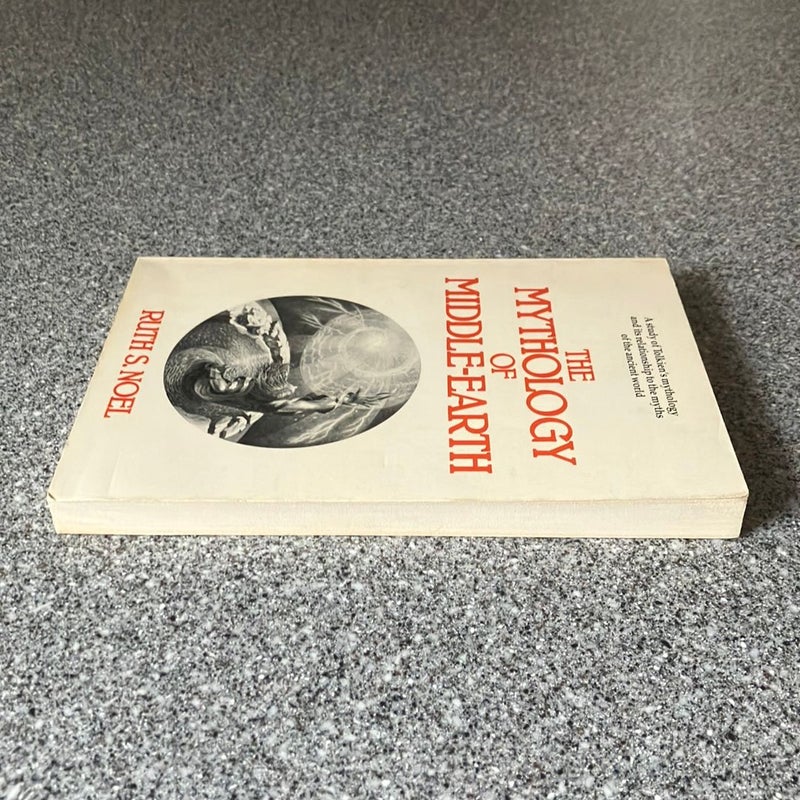 A study of Tolkien's mythology
and its relationship to the myths
of the ancient world
THE
MYTHOLOGY
OF
MIDDLE-EARTH
RUTH S. NOEL